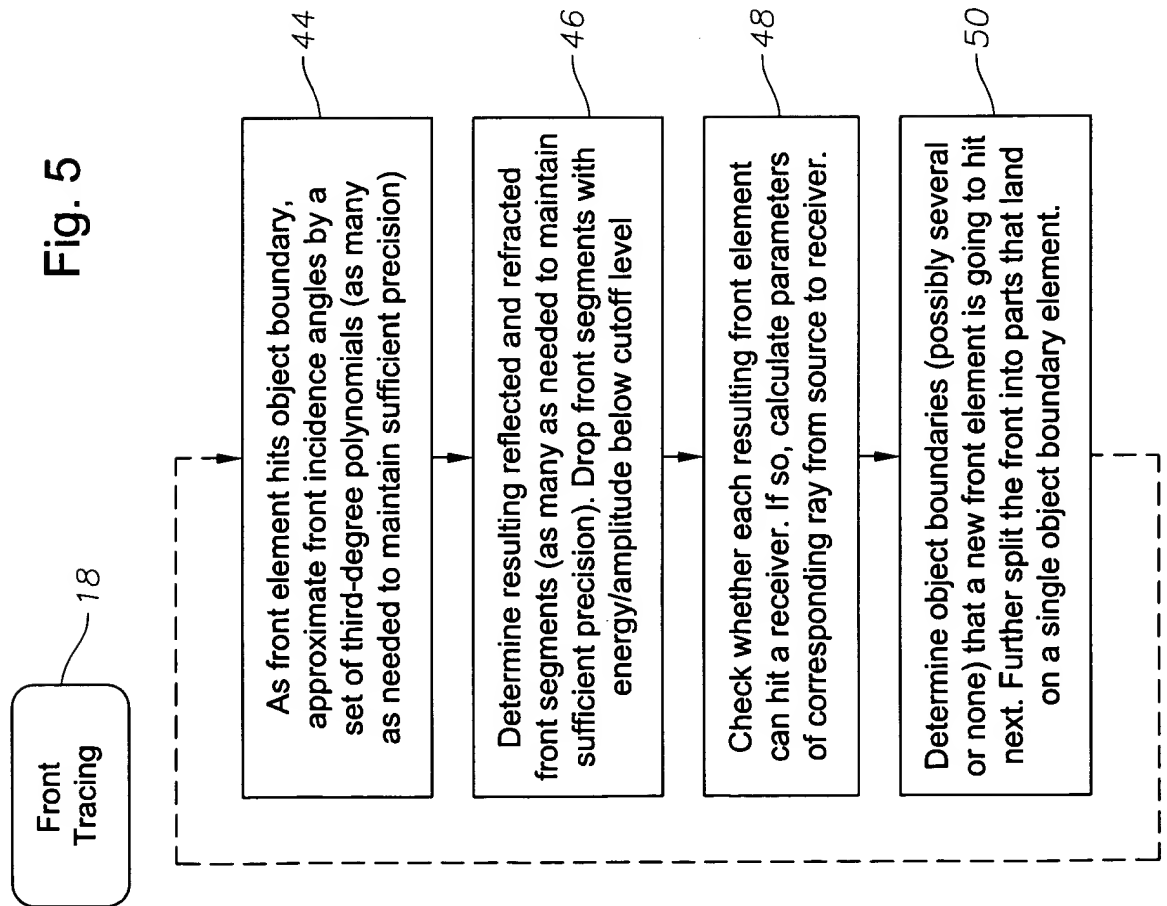 Fig. 5
Front
Tracing
18
As front element hits object boundary,
approximate front incidence angles by a
set of third-degree polynomials (as many
as needed to maintain sufficient precision)
44
Determine resulting reflected and refracted
front segments (as many as needed to maintain
sufficient precision). Drop front segments with
energy/amplitude below cutoff level
46
Check whether each resulting front element
can hit a receiver. If so, calculate parameters
of corresponding ray from source to receiver.
48
Determine object boundaries (possibly several
or none) that a new front element is going to hit
next. Further split the front into parts that land
on a single object boundary element.
50